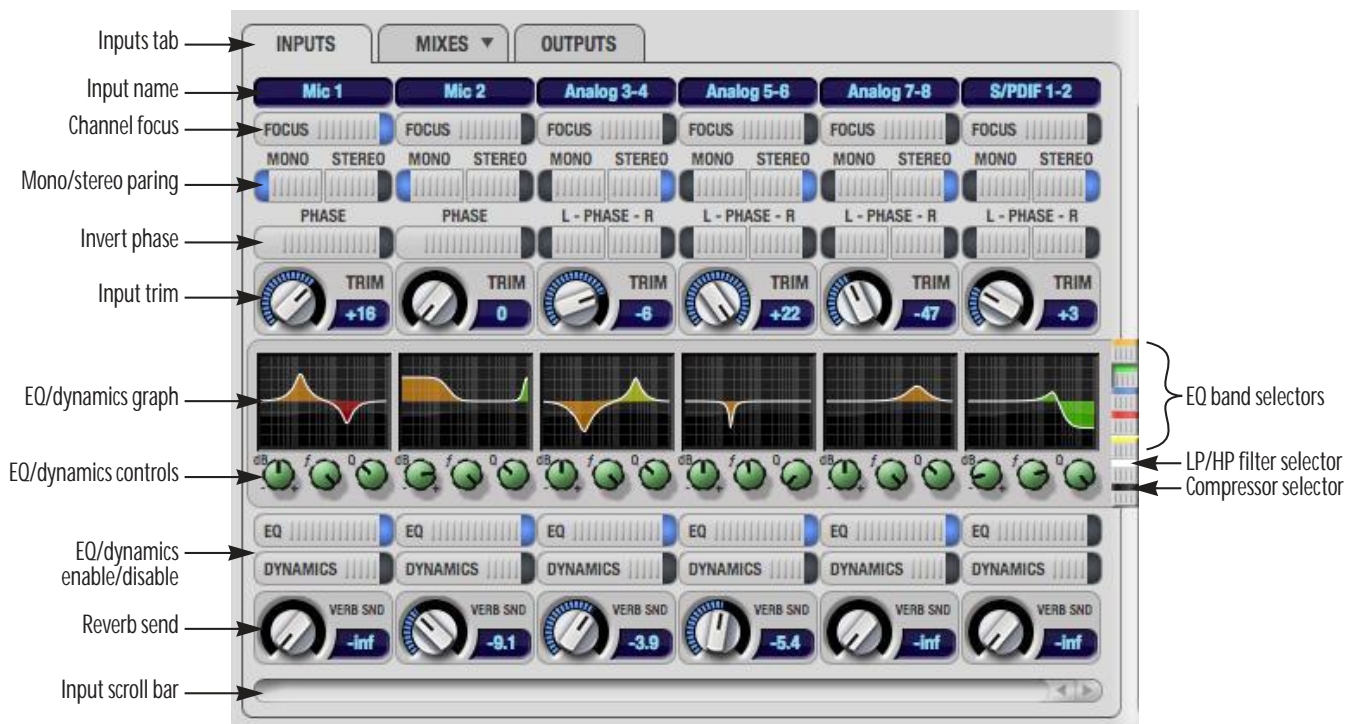 Inputs tab
INPUTS MIXES OUTPUTS
Input name
Mic 1 Mic 2 Analog 3-4 Analog 5-6 Analog 7-8 S/PDIF 1-2
Channel focus
FOCUS FOCUS FOCUS FOCUS FOCUS FOCUS
MONO STEREO MONO STEREO MONO STEREO MONO STEREO MONO STEREO MONO STEREO
Mono/stereo paring
PHASE PHASE L - PHASE - R L - PHASE - R L - PHASE - R L - PHASE - R
Invert phase
Input trim
TRIM TRIM TRIM TRIM TRIM TRIM
+16 0 -6 +22 -47 +3
EQ/dynamics graph
EQ band selectors
dB f Q dB f Q dB f Q dB f Q dB f Q dB f Q
- + - + - + - + - + - +
EQ/dynamics controls
LP/HP filter selector
Compressor selector
EQ EQ EQ EQ EQ EQ
EQ/dynamics
enable/disable
DYNAMICS DYNAMICS DYNAMICS DYNAMICS DYNAMICS DYNAMICS
Reverb send
VERB SND VERB SND VERB SND VERB SND VERB SND VERB SND
-inf -9.1 -3.9 -5.4 -inf -inf
Input scroll bar